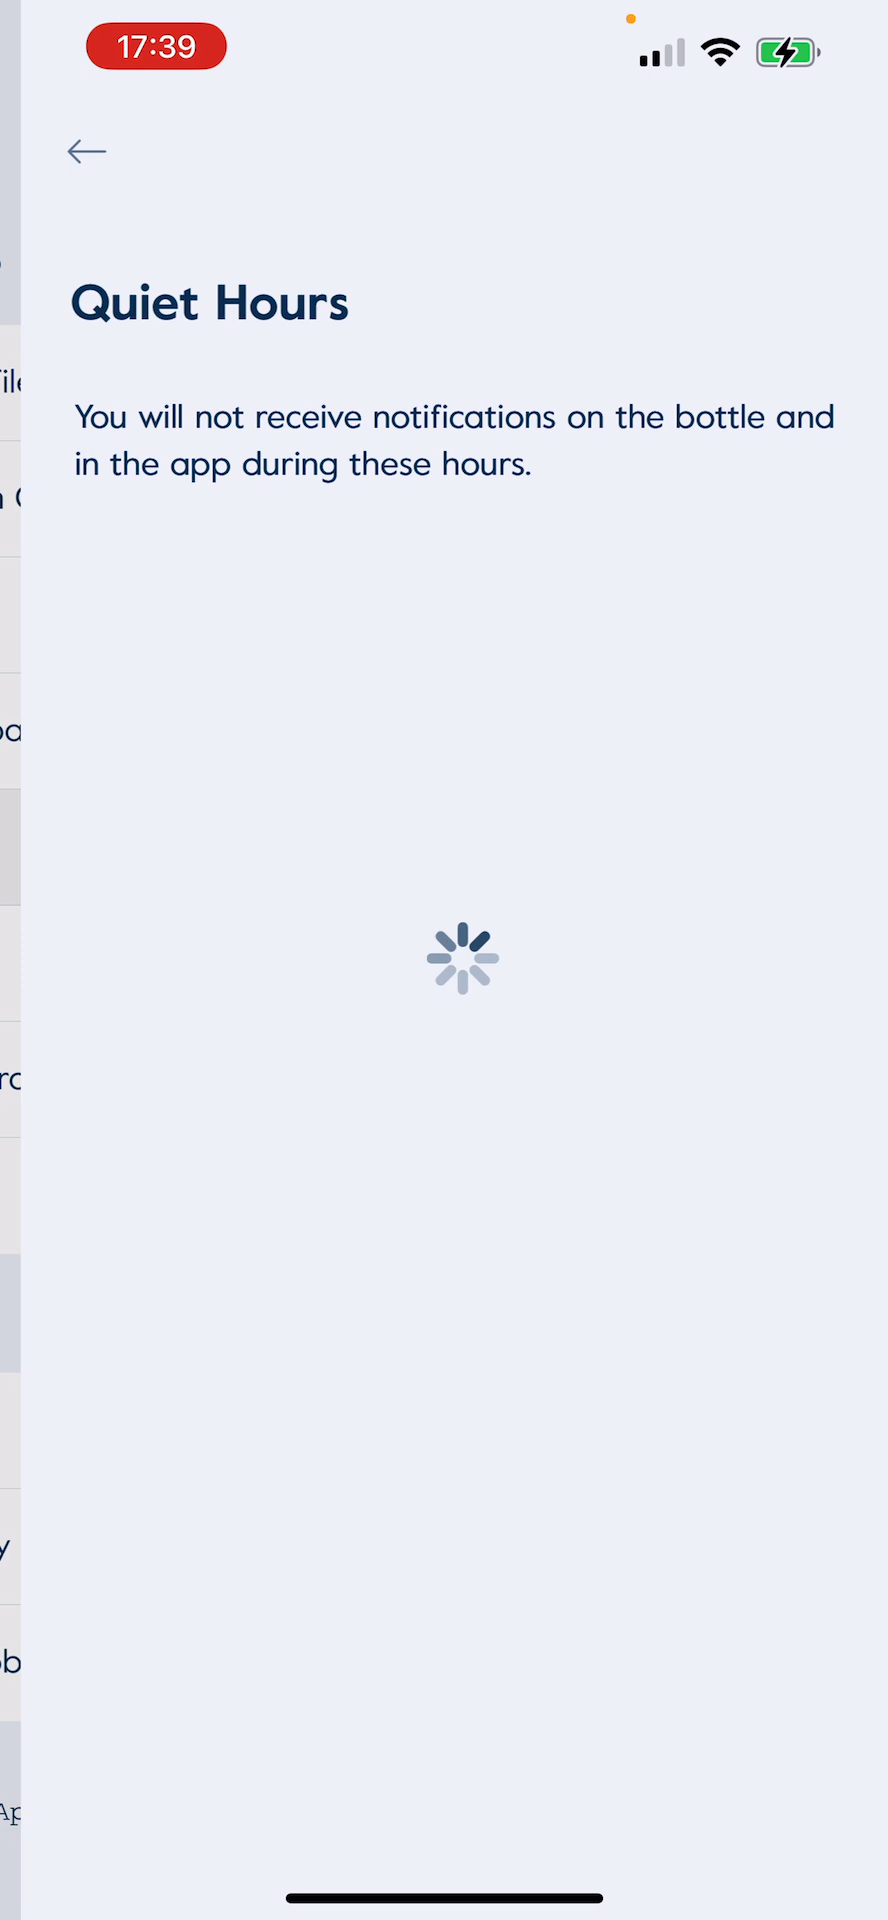 17:39
Quiet Hours
You will not receive notifications on the bottle and
in the app during these hours.